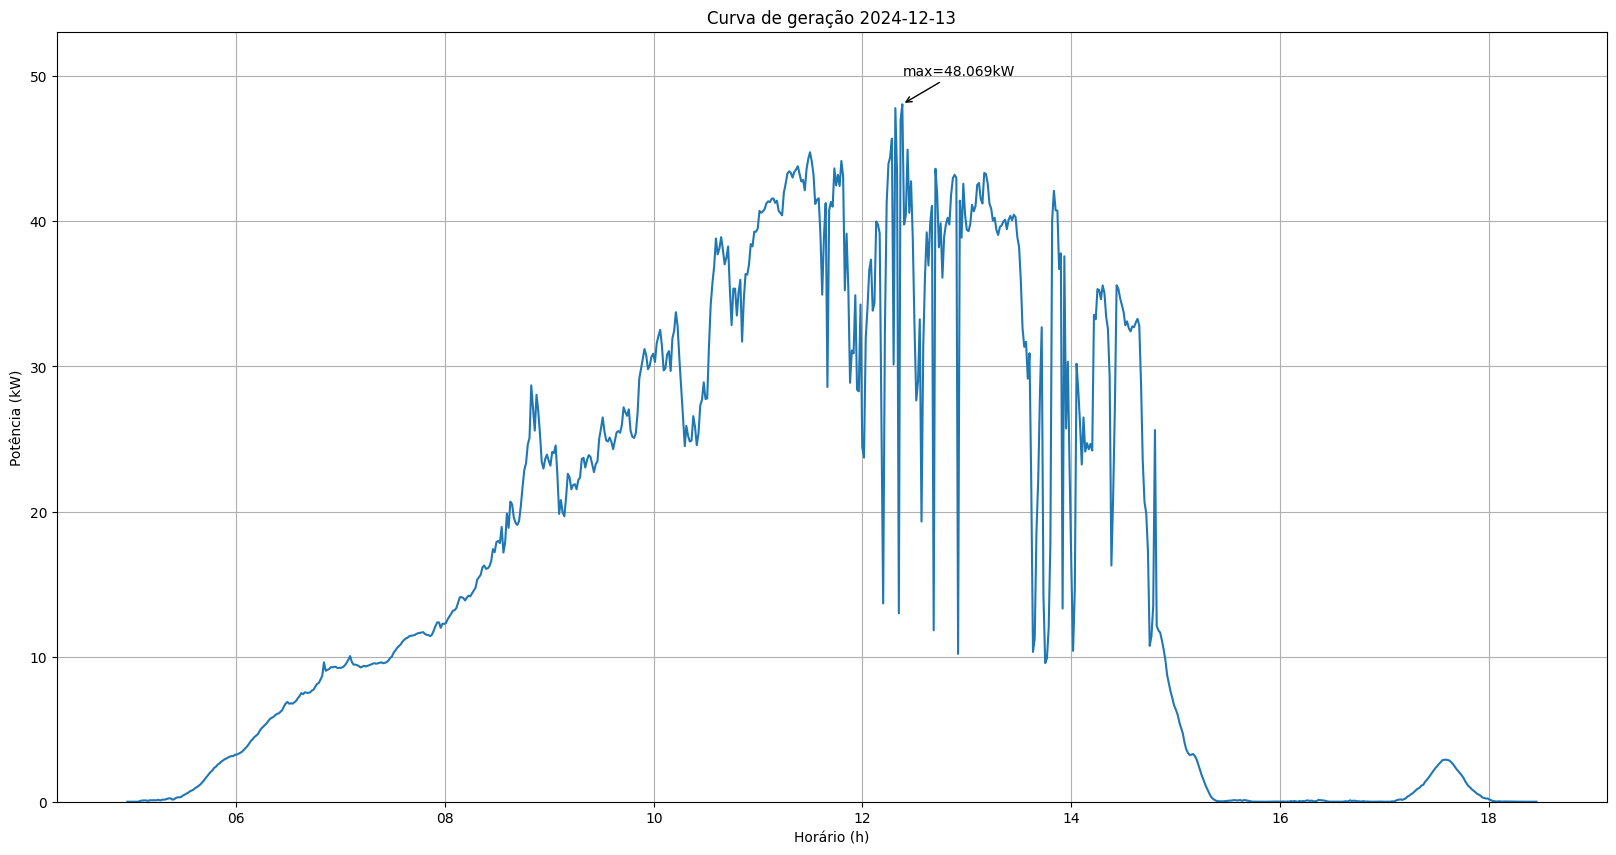 Curva de geração 2024-12-13
max=48.069kW
Potência (kW)
50
40
30
20
10
0
06 08 10 12 14 16 18
Horário (h)